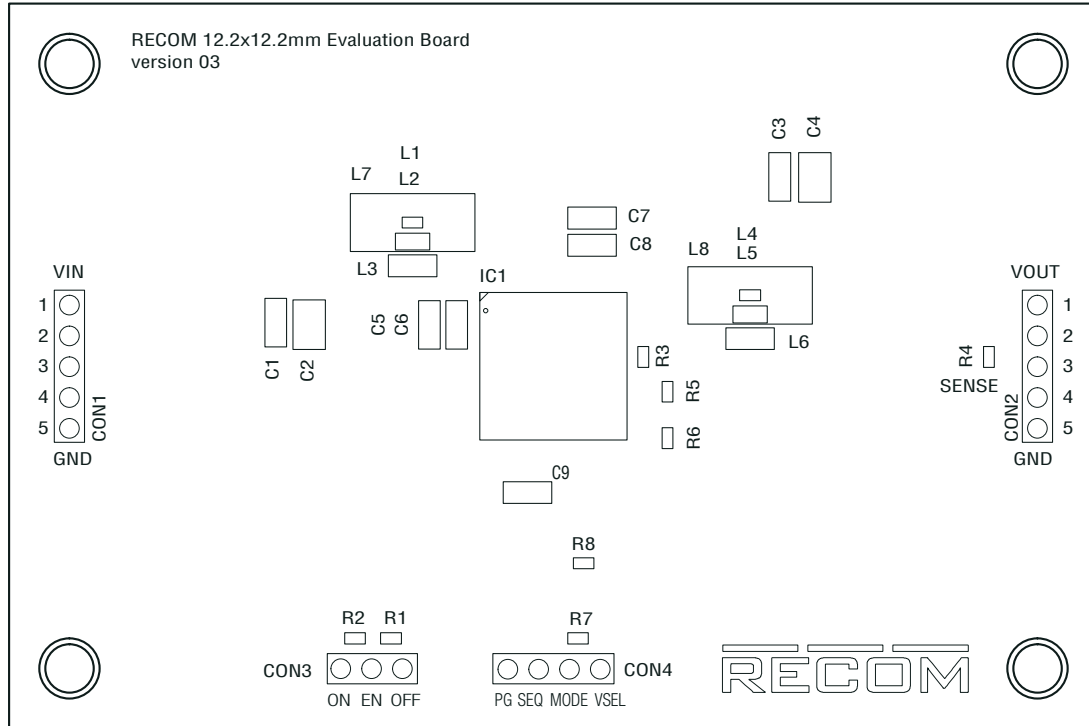 RECOM 12.2x12.2mm Evaluation Board
version 03
C3
C4
L1
L7
L2
C7
C8
L3
L4
L8
L5
L6
IC1
VIN
1
2
3
4
5
CON1
GND
C1
C2
C5
C6
R3
R5
R6
R4
SENSE
VOUT
1
2
3
4
5
CON2
GND
C9
R8
R2
R1
R7
CON3
CON4
ON EN OFF
PG SEQ MODE VSEL
RECOM